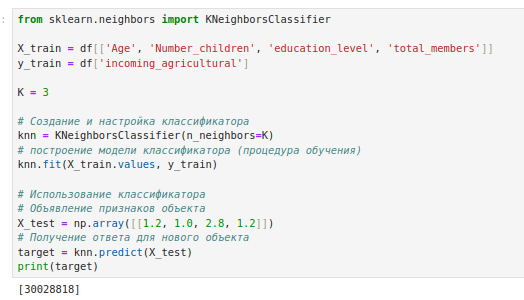 from sklearn.neighbors import KNeighborsClassifier
X_train = df[['Age', 'Number_children', 'education_level', 'total_members']]
y_train = df['incoming_agricultural']
K = 3
# Создание и настройка классификатора
knn = KNeighborsClassifier(n_neighbors=K)
# построение модели классификатора (процедура обучения)
knn.fit(X_train.values, y_train)
# Использование классификатора
# Объявление признаков объекта
X_test = np.array([[1.2, 1.0, 2.8, 1.2]])
# Получение ответа для нового объекта
target = knn.predict(X_test)
print(target)
[30028818]